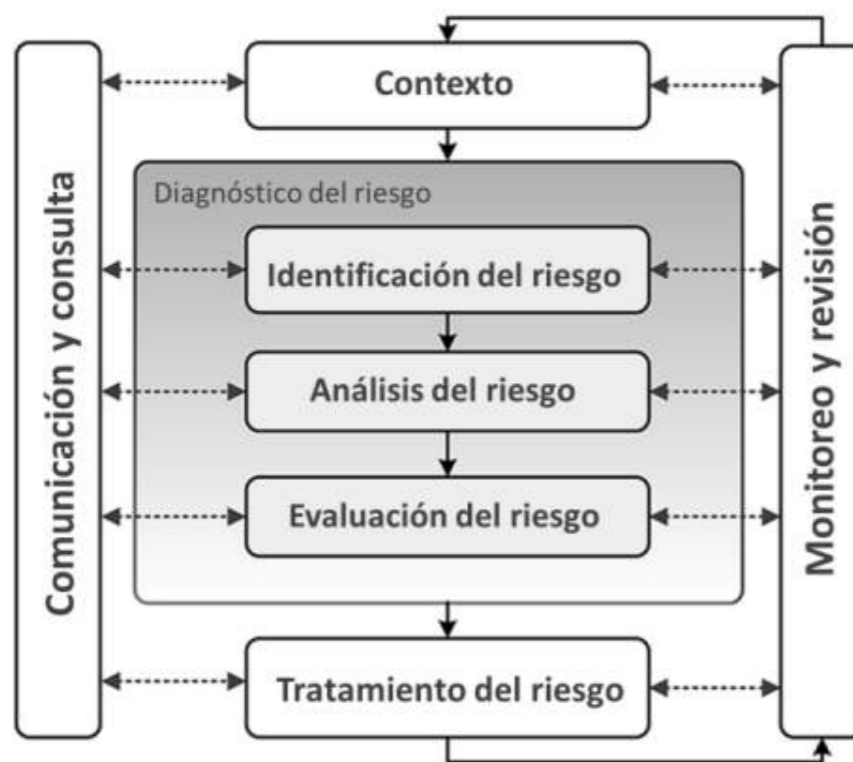 Contexto
Comunicación y consulta
Diagnóstico del riesgo
Identificación del riesgo
Análisis del riesgo
Evaluación del riesgo
Tratamiento del riesgo
Monitoreo y revisión